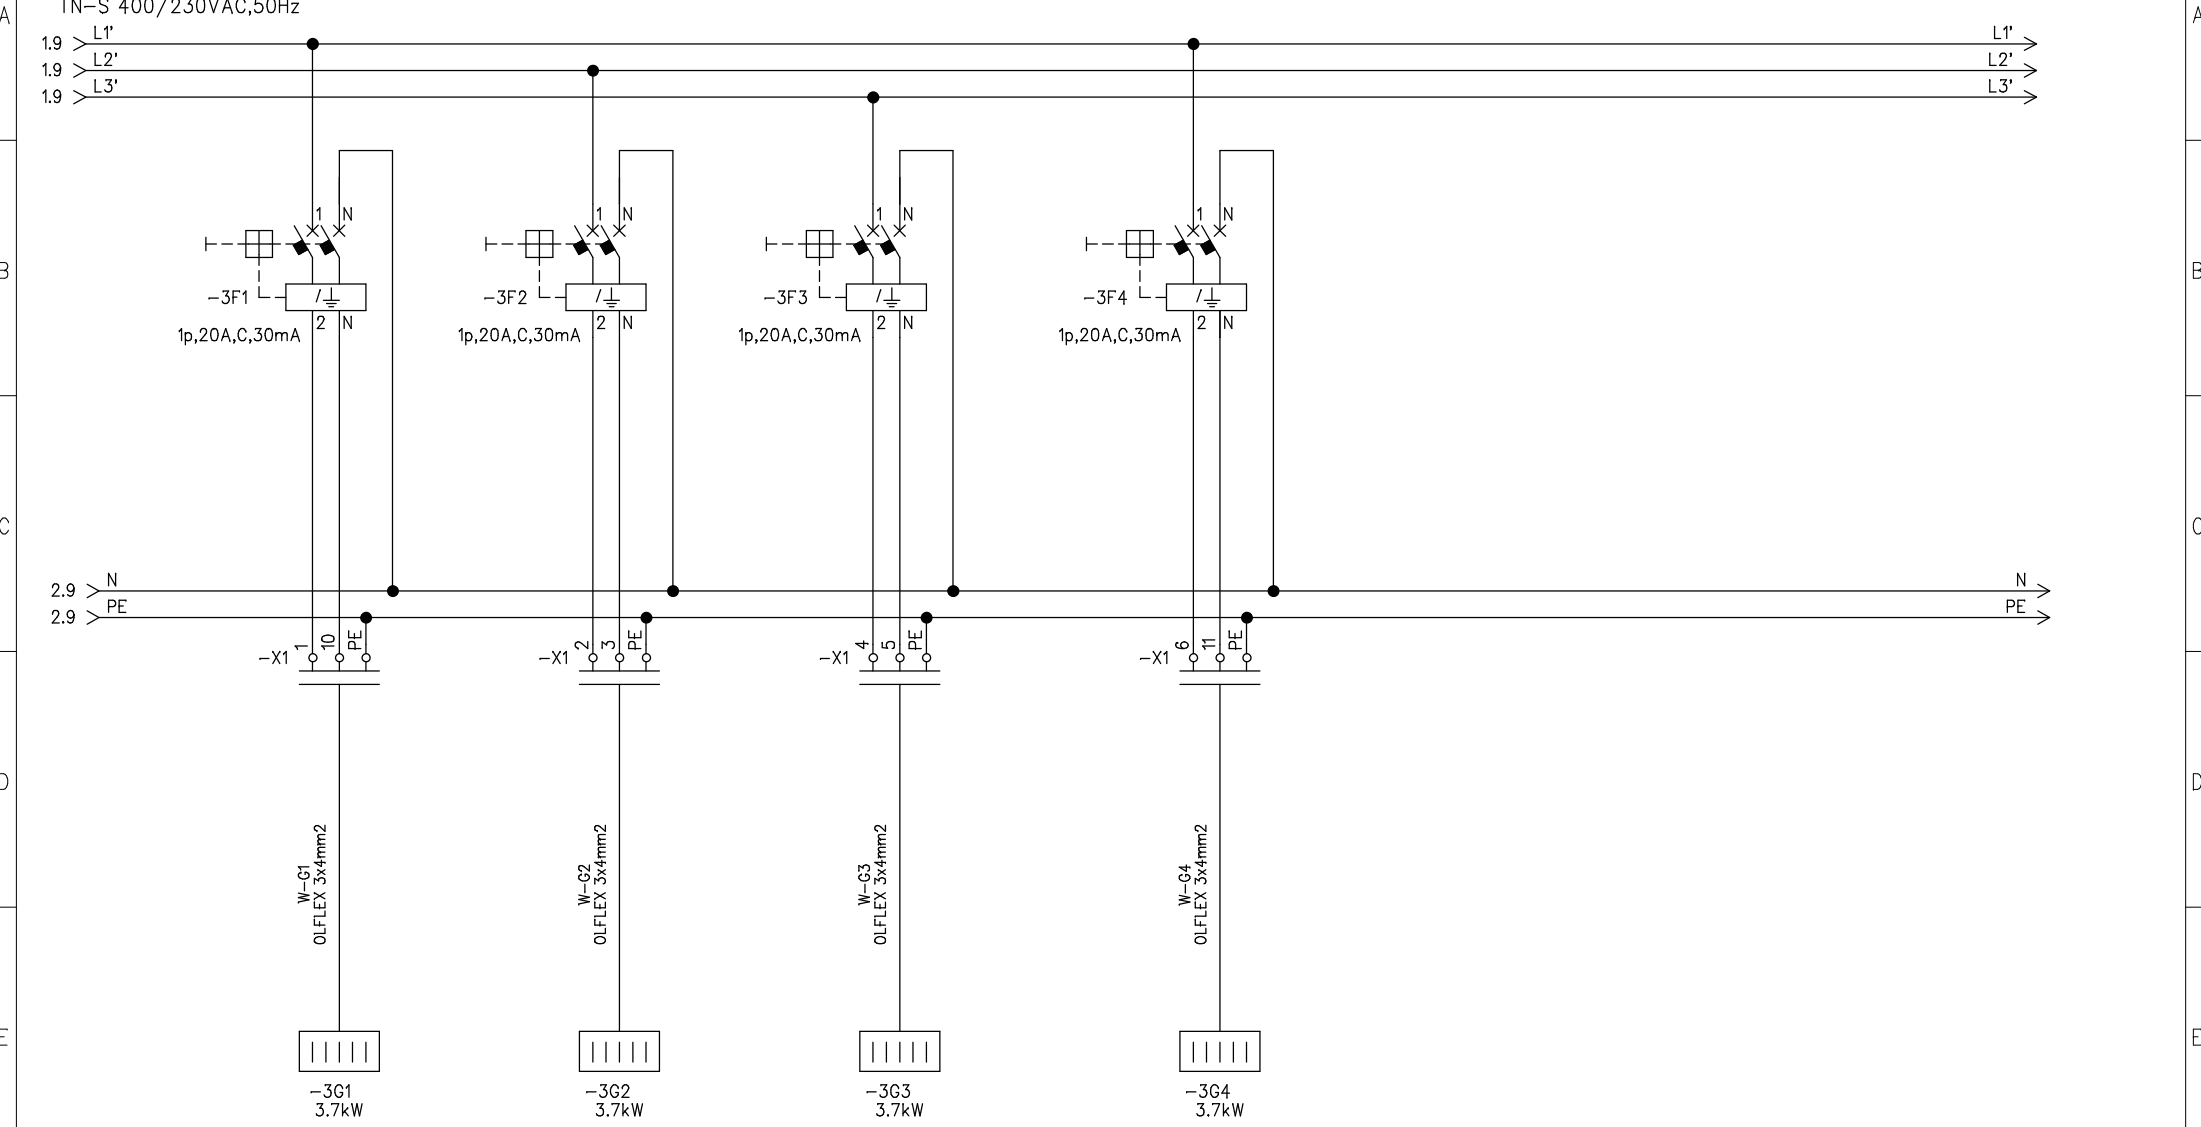 TN-S 400/230VAC,50Hz
A A
1.9 L1' L1'
1.9 L2' L2'
1.9 L3' L3'
1 N 1 N 1 N 1 N
B B
-3F1 -3F2 -3F3 -3F4
2 N 2 N 2 N 2 N
1p,20A,C,30mA 1p,20A,C,30mA 1p,20A,C,30mA 1p,20A,C,30mA
C C
2.9 N N
2.9 PE PE
-X1 1 10 PE -X1 2 3 PE -X1 4 5 PE -X1 6 11 PE
D D
W-G1
OLFLEX 3x4mm2
W-G2
OLFLEX 3x4mm2
W-G3
OLFLEX 3x4mm2
W-G4
OLFLEX 3x4mm2
E E
-3G1 -3G2 -3G3 -3G4
3.7kW 3.7kW 3.7kW 3.7kW